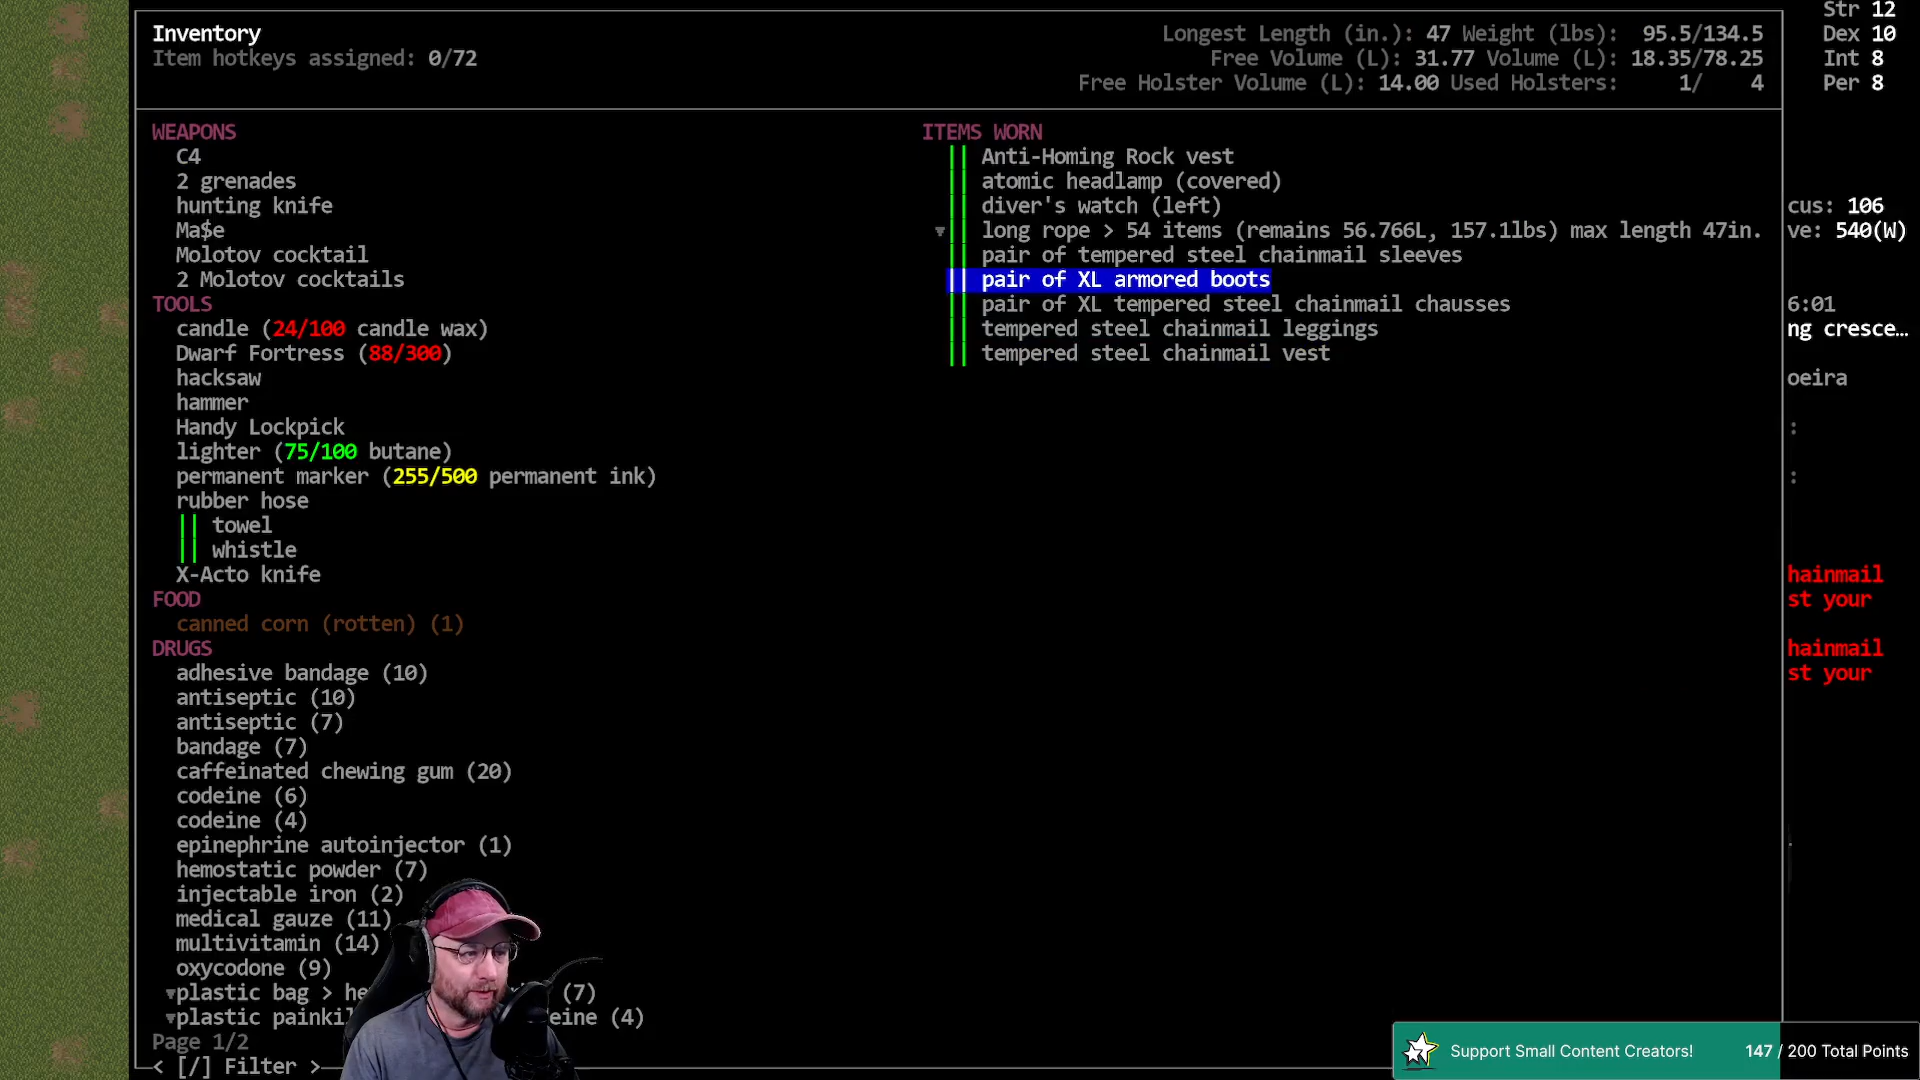 Inventory
Item hotkeys assigned: 0/72
Longest Length (in.): 47 Weight (lbs): 95.5/134.5
Free Volume (L): 31.77 Volume (L): 18.35/78.25
Free Holster Volume (L): 14.00 Used Holsters: 1/ 4
WEAPONS
C4
2 grenades
hunting knife
Ma$e
Molotov cocktail
2 Molotov cocktails
TOOLS
candle (24/100 candle wax)
Dwarf Fortress (88/300)
hacksaw
hammer
Handy Lockpick
lighter (75/100 butane)
permanent marker (255/500 permanent ink)
rubber hose
towel
whistle
X-Acto knife
FOOD
canned corn (rotten) (1)
DRUGS
adhesive bandage (10)
antiseptic (10)
antiseptic (7)
bandage (7)
caffeinated chewing gum (20)
codeine (6)
codeine (4)
epinephrine autoinjector (1)
hemostatic powder (7)
injectable iron (2)
medical gauze (11)
multivitamin (14)
oxycodone (9)
plastic bag > he (7)
plastic painkil eine (4)
Page 1/2
< [/] Filter >
ITEMS WORN
Anti-Homing Rock vest
atomic headlamp (covered)
diver's watch (left)
long rope > 54 items (remains 56.766L, 157.1lbs) max length 47in.
pair of tempered steel chainmail sleeves
pair of XL armored boots
pair of XL tempered steel chainmail chausses
tempered steel chainmail leggings
tempered steel chainmail vest
Str 12
Dex 10
Int 8
Per 8
cus: 106
ve: 540(W)
6:01
ng cresce…
oeira
:
:
hainmail
st your
hainmail
st your
Support Small Content Creators! 147 / 200 Total Points